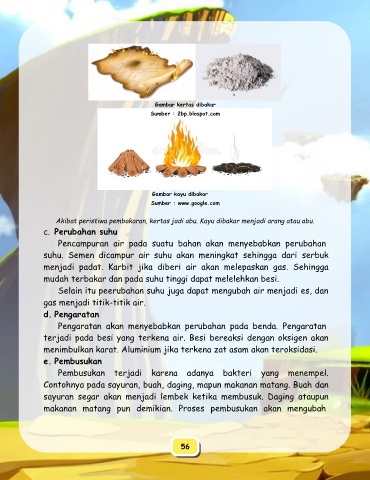 Gambar kertas dibakar
Sumber : 2bp.blospot.com
Gambar kayu dibakar
Sumber : www.google.com
Akibat peristiwa pembakaran, kertas jadi abu. Kayu dibakar menjadi arang atau abu.
c. Perubahan suhu
Pencampuran air pada suatu bahan akan menyebabkan perubahan
suhu. Semen dicampur air suhu akan meningkat sehingga dari serbuk
menjadi padat. Karbit jika diberi air akan melepaskan gas. Sehingga
mudah terbakar dan pada suhu tinggi dapat melelehkan besi.
Selain itu peerubahan suhu juga dapat mengubah air menjadi es, dan
gas menjadi titik-titik air.
d. Pengaratan
Pengaratan akan menyebabkan perubahan pada benda. Pengaratan
terjadi pada besi yang terkena air. Besi bereaksi dengan oksigen akan
menimbulkan karat. Aluminium jika terkena zat asam akan teroksidasi.
e. Pembusukan
Pembusukan terjadi karena adanya bakteri yang menempel.
Contohnya pada sayuran, buah, daging, mapun makanan matang. Buah dan
sayuran segar akan menjadi lembek ketika membusuk. Daging ataupun
makanan matang pun demikian. Proses pembusukan akan mengubah
56